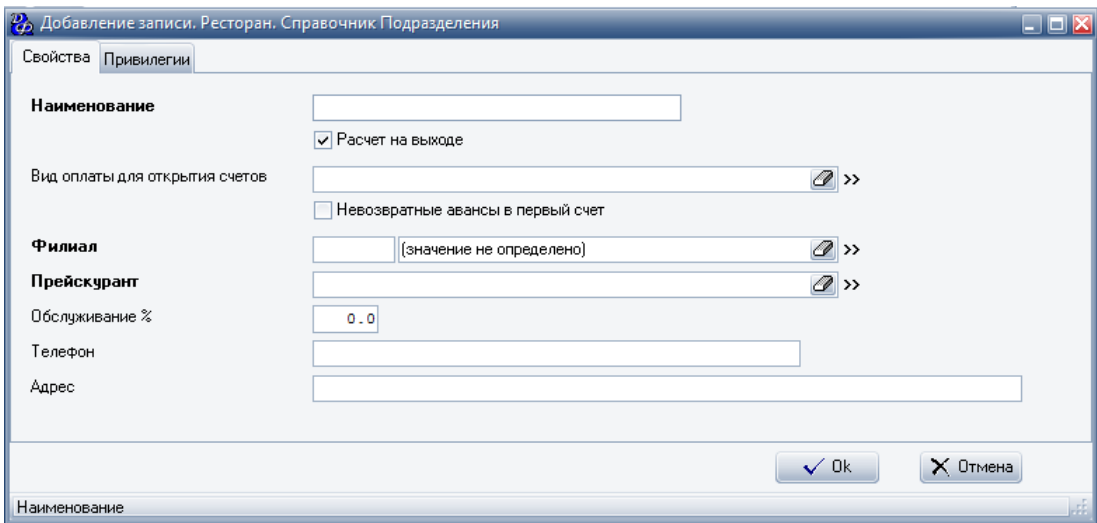 Добавление записи. Ресторан. Справочник Подразделения
Свойства Привилегии
Наименование
Расчет на выходе
Вид оплаты для открытия счетов >>
Невозвратные авансы в первый счет
Филиал (значение не определено) >>
Прейскурант >>
Обслуживание % 0.0
Телефон
Адрес
Ok Отмена
Наименование